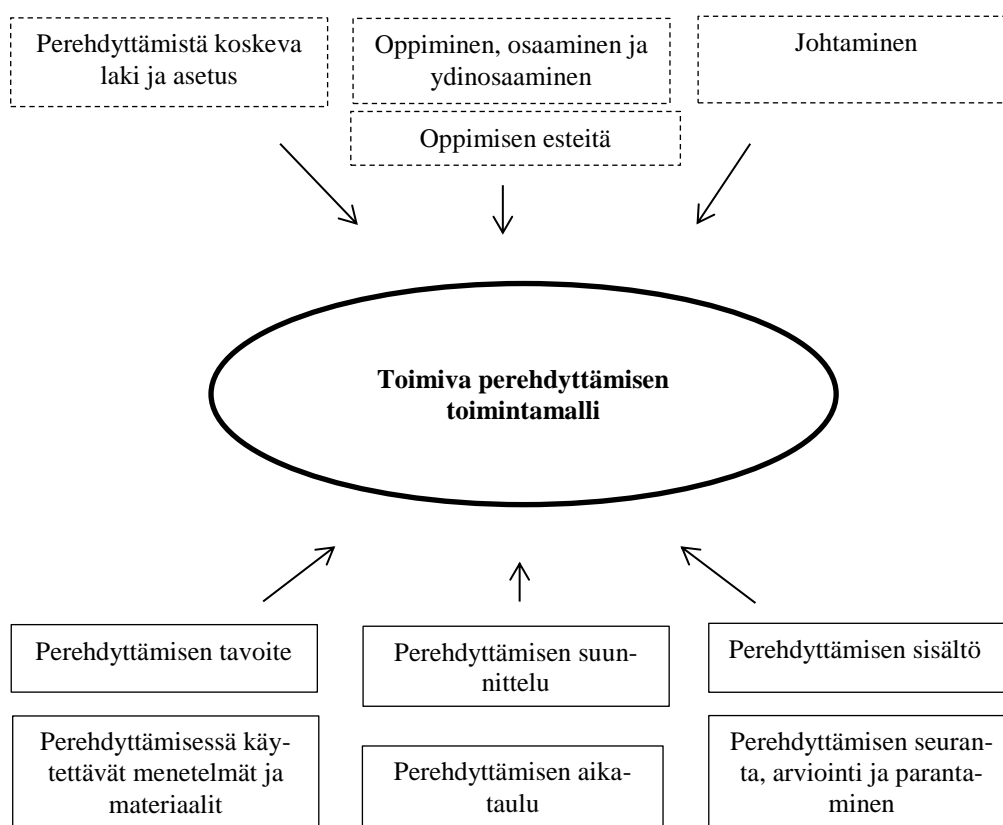 Perehdyttämistä koskeva
laki ja asetus
Oppiminen, osaaminen ja
ydinosaaminen
Johtaminen
Oppimisen esteitä
Toimiva perehdyttämisen
toimintamalli
Perehdyttämisen tavoite
Perehdyttämisen suun-
nittelu
Perehdyttämisen sisältö
Perehdyttämisessä käy-
tettävät menetelmät ja
materiaalit
Perehdyttämisen aika-
taulu
Perehdyttämisen seuran-
ta, arviointi ja paranta-
minen